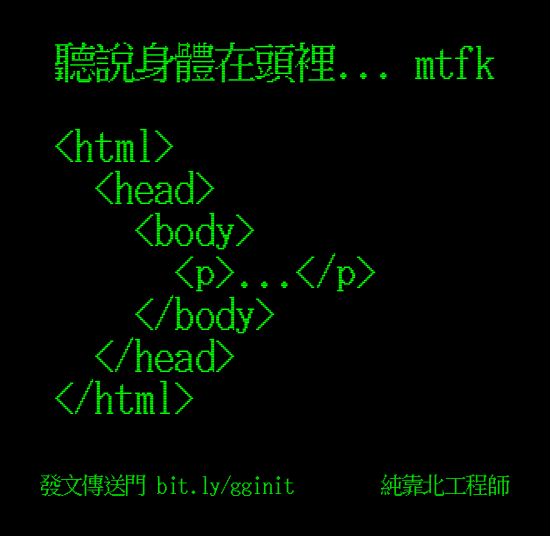 聽說身體在頭裡... mtfk
<html>
<head>
<body>
<p>...</p>
</body>
</head>
</html>
發文傳送門 bit.ly/gginit
純靠北工程師